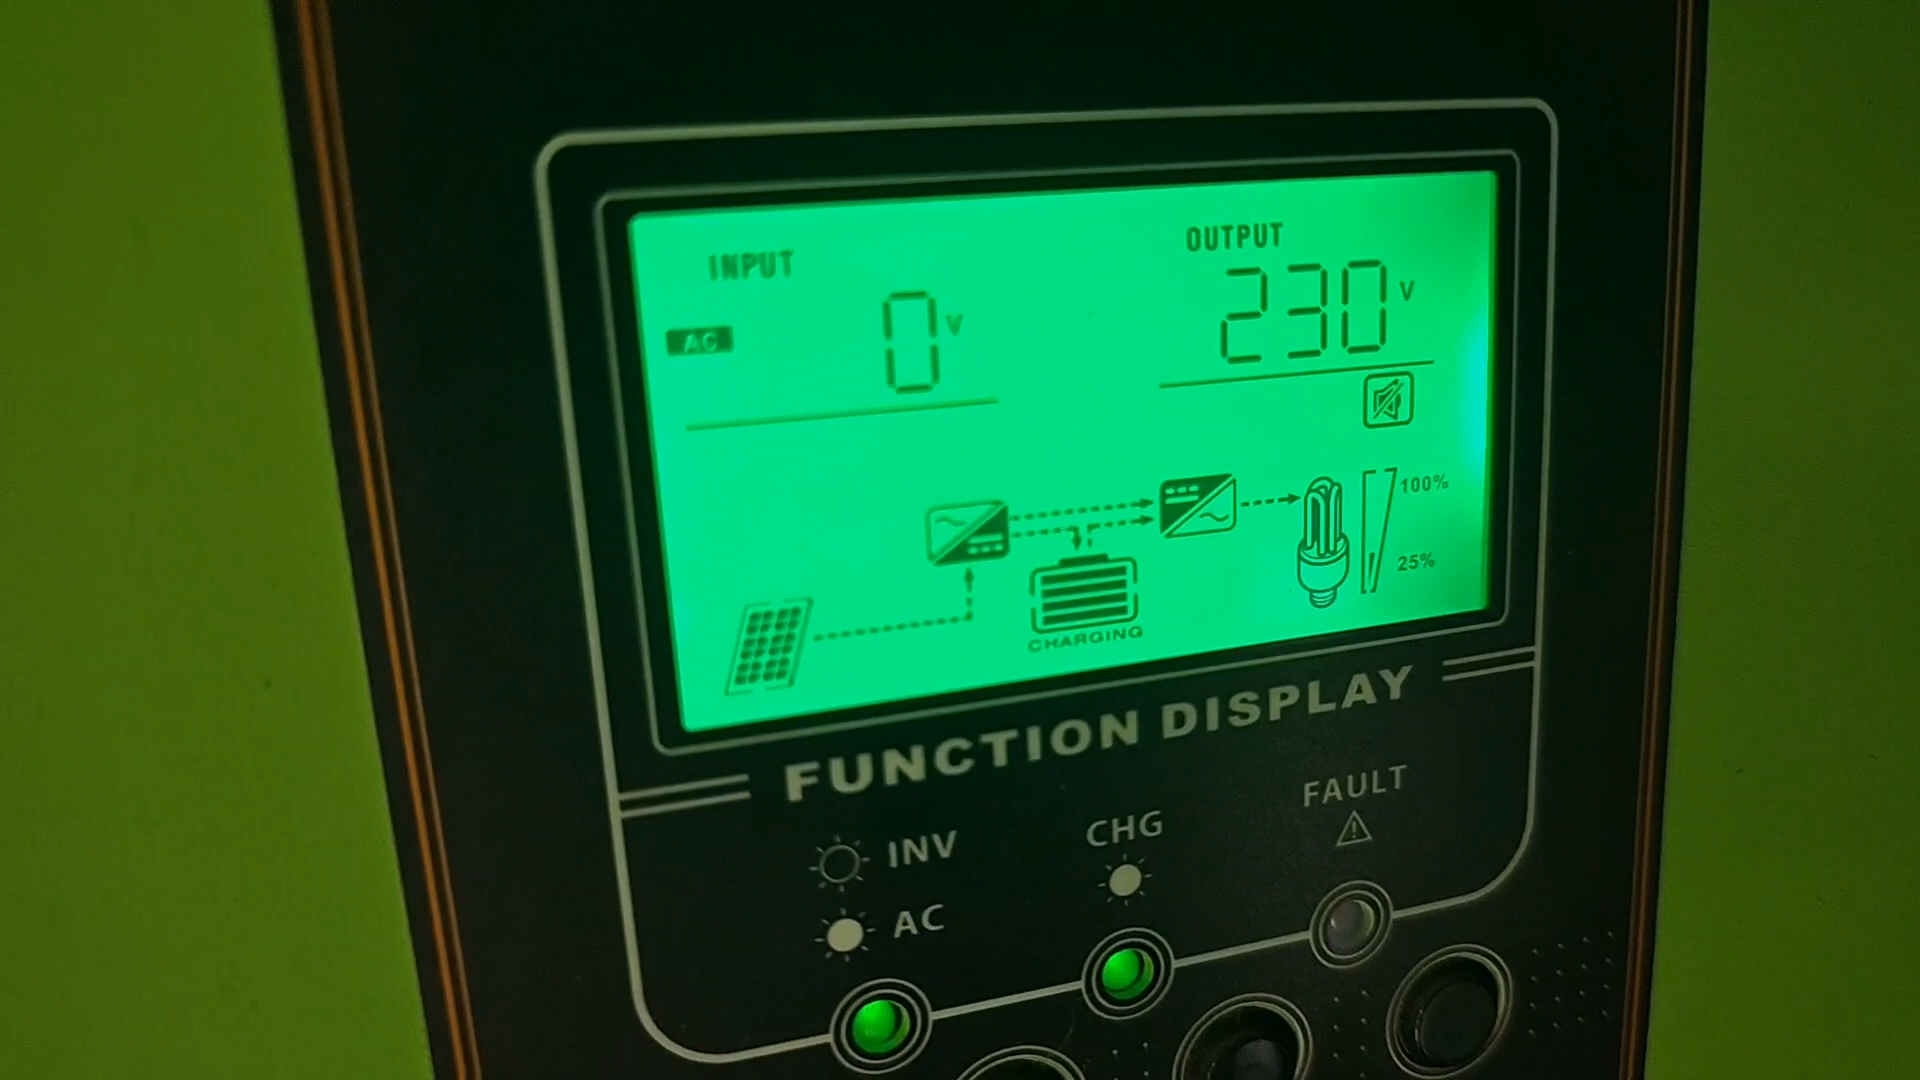 INPUT
OUTPUT
AC
0 V
230 V
100%
25%
CHARGING
FUNCTION DISPLAY
INV
CHG
FAULT
AC